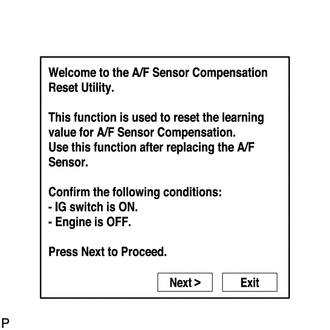 Welcome to the A/F Sensor Compensation
Reset Utility.
This function is used to reset the learning
value for A/F Sensor Compensation.
Use this function after replacing the A/F
Sensor.
Confirm the following conditions:
- IG switch is ON.
- Engine is OFF.
Press Next to Proceed.
Next >
Exit
P